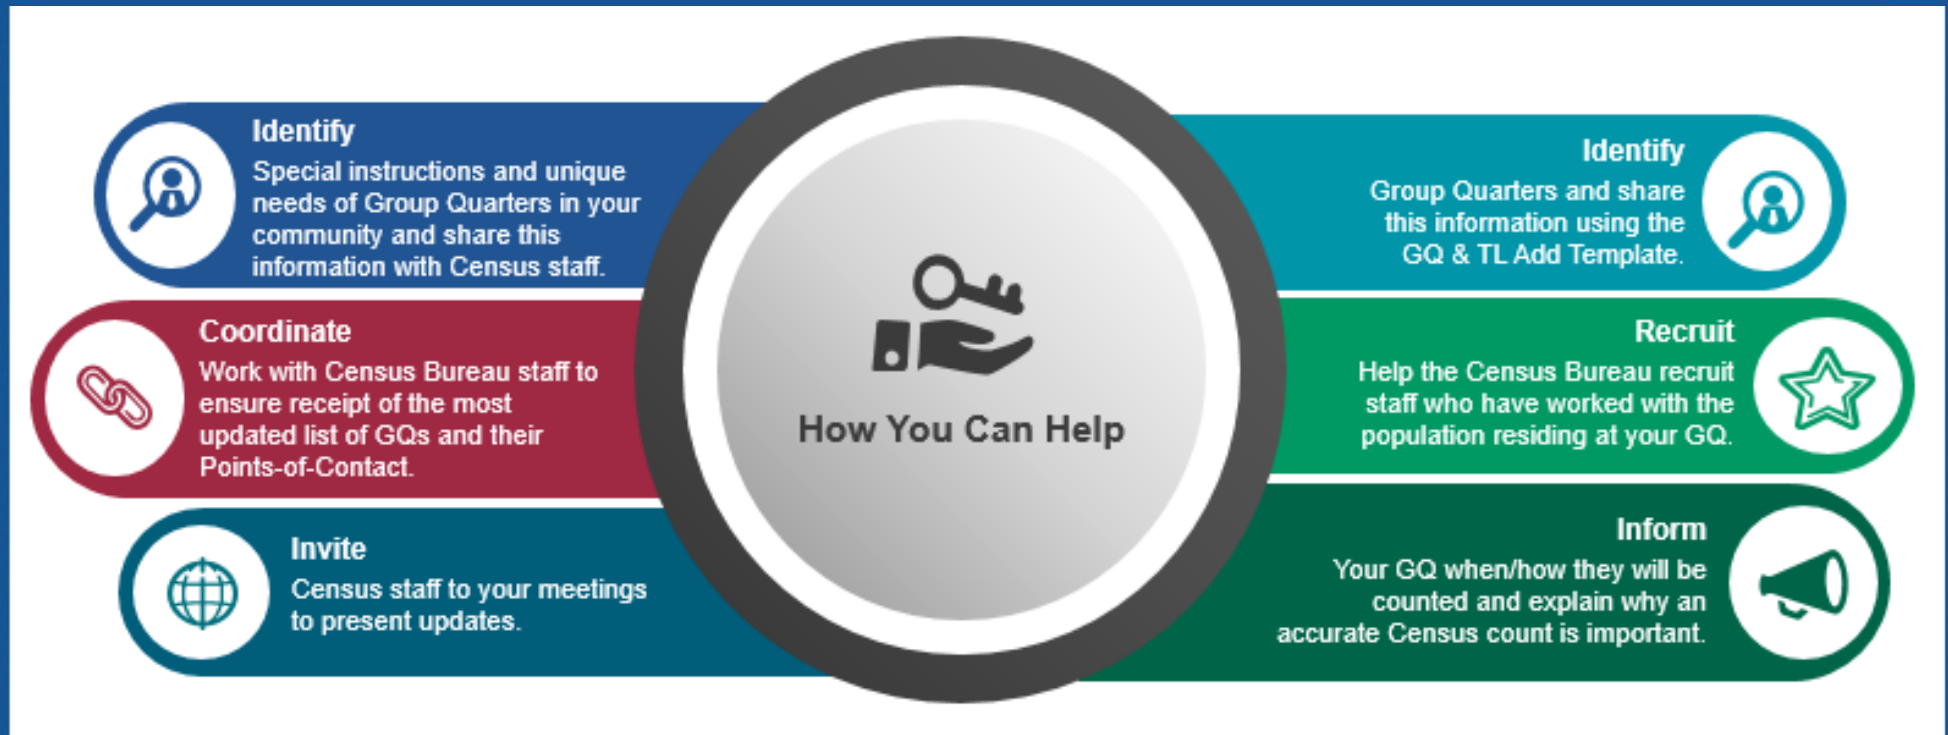 Identify
Special instructions and unique
needs of Group Quarters in your
community and share this
information with Census staff.
Coordinate
Work with Census Bureau staff to
ensure receipt of the most
updated list of GQs and their
Points-of-Contact.
Invite
Census staff to your meetings
to present updates.
How You Can Help
Identify
Group Quarters and share
this information using the
GQ & TL Add Template.
Recruit
Help the Census Bureau recruit
staff who have worked with the
population residing at your GQ.
Inform
Your GQ when/how they will be
counted and explain why an
accurate Census count is important.